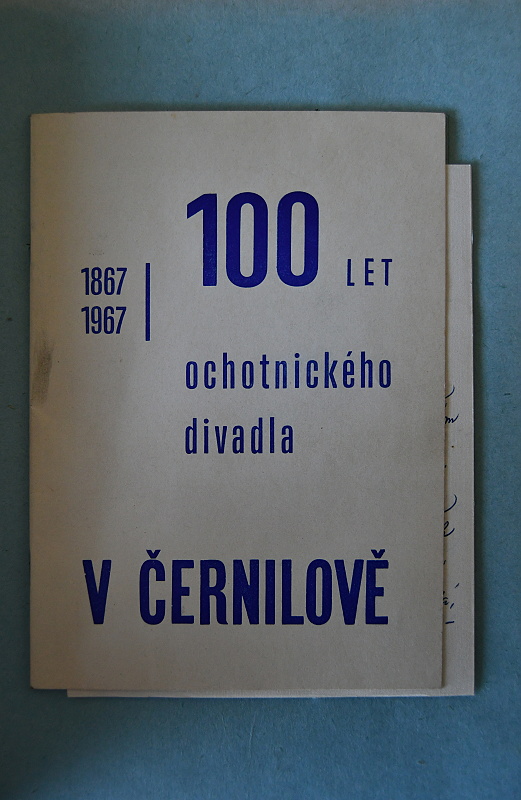 100 LET
1867
1967
ochotnického
divadla
V ČERNILOVĚ